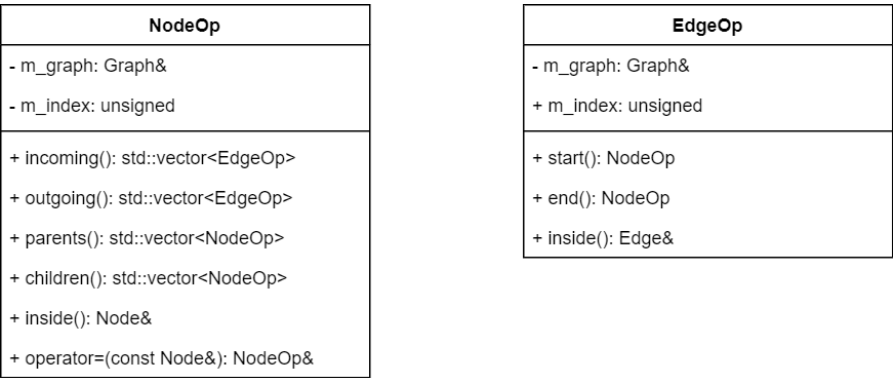 NodeOp
- m_graph: Graph&
- m_index: unsigned
+ incoming(): std::vector<EdgeOp>
+ outgoing(): std::vector<EdgeOp>
+ parents(): std::vector<NodeOp>
+ children(): std::vector<NodeOp>
+ inside(): Node&
+ operator=(const Node&): NodeOp&
EdgeOp
- m_graph: Graph&
+ m_index: unsigned
+ start(): NodeOp
+ end(): NodeOp
+ inside(): Edge&